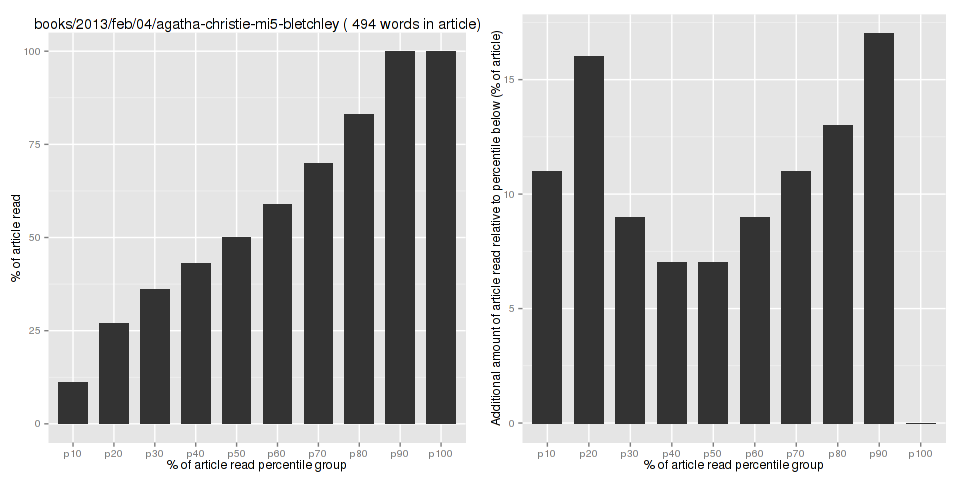 books/2013/feb/04/agatha-christie-mi5-bletchley ( 494 words in article)
% of article read
100
75
50
25
0
p10 p20 p30 p40 p50 p60 p70 p80 p90 p100
% of article read percentile group
Additional amount of article read relative to percentile below (% of article)
15
10
5
0
p10 p20 p30 p40 p50 p60 p70 p80 p90 p100
% of article read percentile group